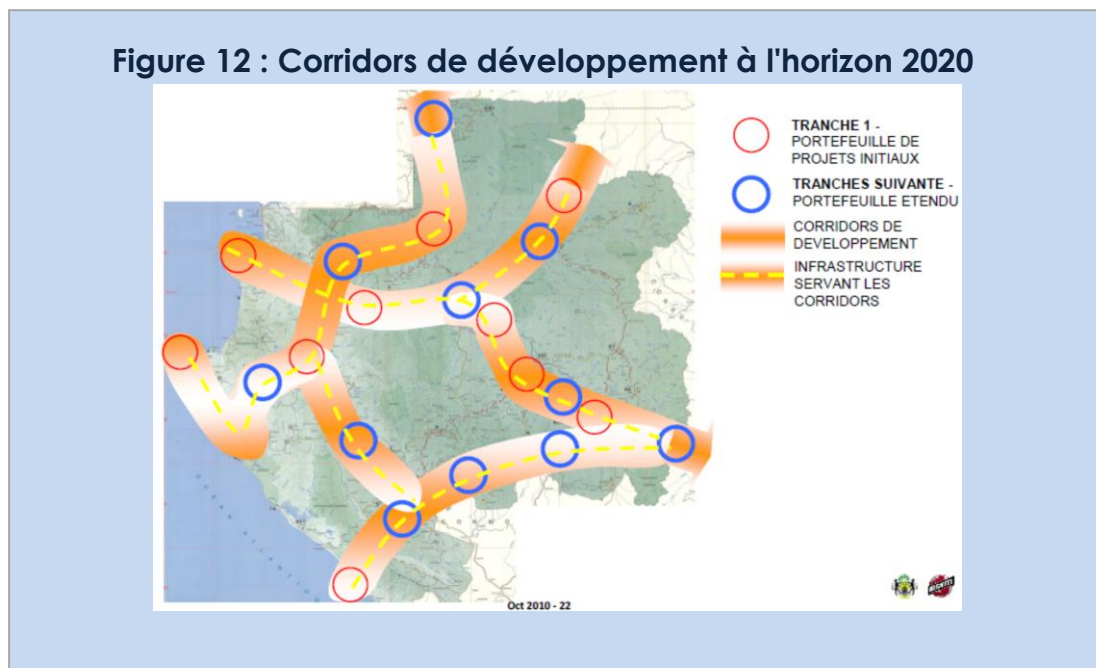 Figure 12 : Corridors de développement à l'horizon 2020
TRANCHE 1 -
PORTEFEUILLE DE
PROJETS INITIAUX
TRANCHES SUIVANTE -
PORTEFEUILLE ETENDU
CORRIDORS DE
DEVELOPPEMENT
INFRASTRUCTURE
SERVANT LES
CORRIDORS
Oct 2010 - 22